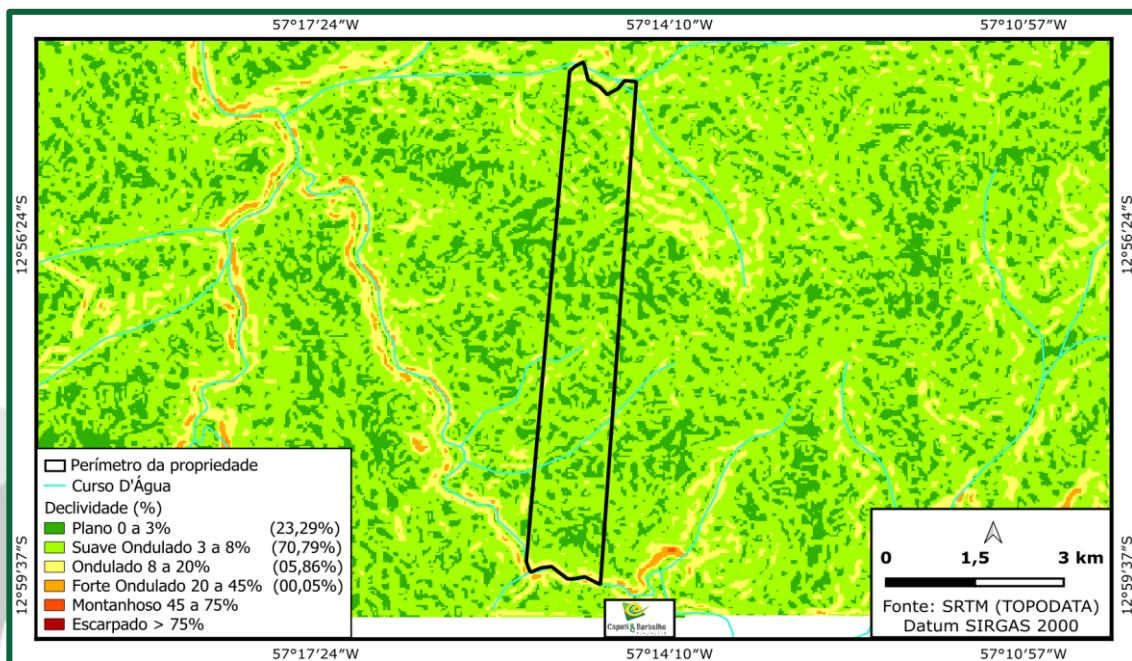 57°17'24"W 57°14'10"W 57°10'57"W
12°56'24"S 12°56'24"S
12°59'37"S 12°59'37"S
Perímetro da propriedade
Curso D'Água
Declividade (%)
Plano 0 a 3% (23,29%)
Suave Ondulado 3 a 8% (70,79%)
Ondulado 8 a 20% (05,86%)
Forte Ondulado 20 a 45% (00,05%)
Montanhoso 45 a 75%
Escarpado > 75%
Caputi & Barbalho
0 1,5 3 km
Fonte: SRTM (TOPODATA)
Datum SIRGAS 2000
57°17'24"W 57°14'10"W 57°10'57"W